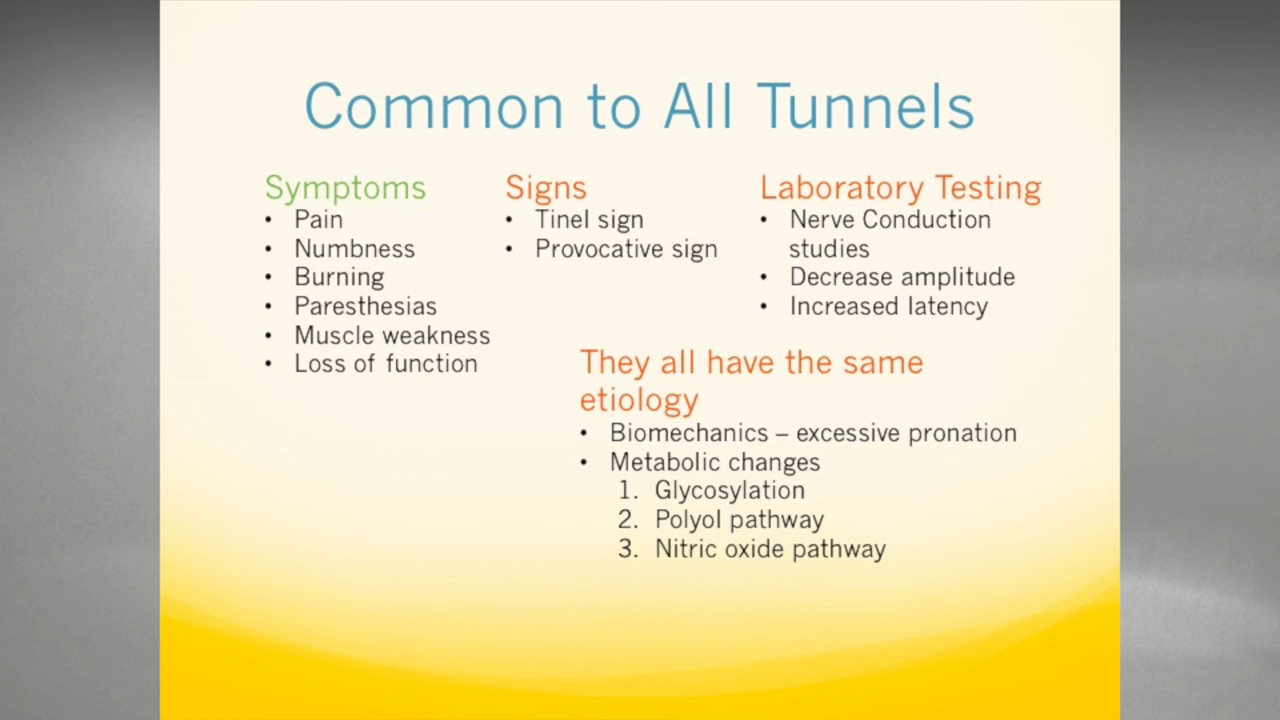 Common to All Tunnels
Symptoms
• Pain
• Numbness
• Burning
• Paresthesias
• Muscle weakness
• Loss of function
Signs
• Tinel sign
• Provocative sign
Laboratory Testing
• Nerve Conduction
studies
• Decrease amplitude
• Increased latency
They all have the same
etiology
• Biomechanics – excessive pronation
• Metabolic changes
1. Glycosylation
2. Polyol pathway
3. Nitric oxide pathway